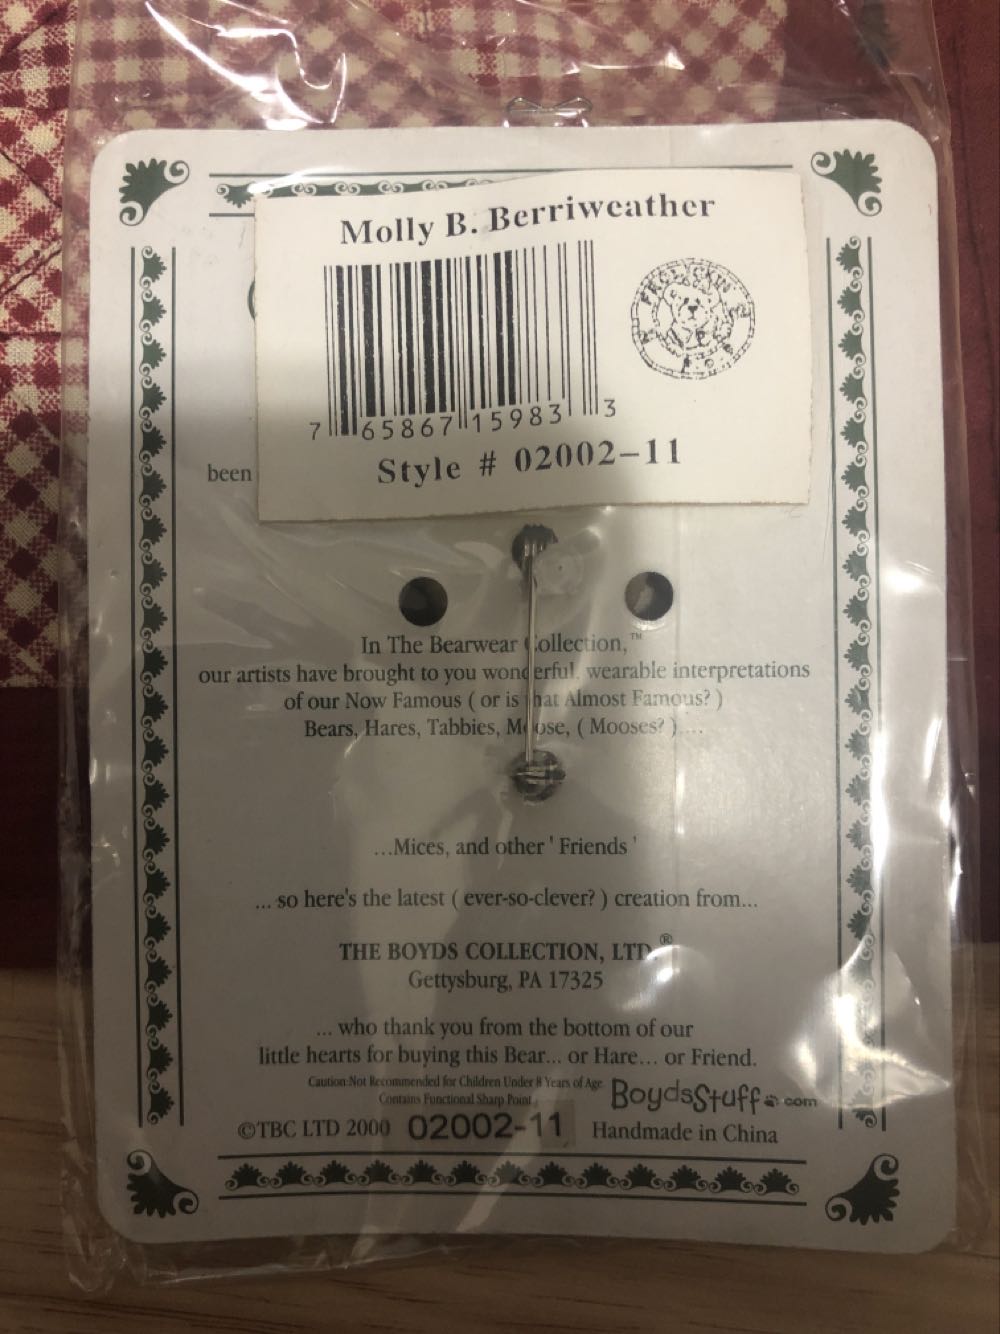 Molly B. Berriweather
7 65867 15983 3
Style # 02002-11
been
In The Bearwear ollection,™
our artists have brought to you wonderful, wearable interpretations
of our Now Famous ( or is hat Almost Famous? )
Bears, Hares, Tabbies, Moose, ( Mooses? )....
...Mices, and other ' Friends '
... so here's the latest ( ever-so-clever? ) creation from...
THE BOYDS COLLECTION, LTD.®
Gettysburg, PA 17325
... who thank you from the bottom of our
little hearts for buying this Bear... or Hare... or Friend.
Caution:Not Recommended for Children Under 8 Years of Age
Contains Functional Sharp Point.
BoydsStuff.com
©TBC LTD 2000 02002-11 Handmade in China